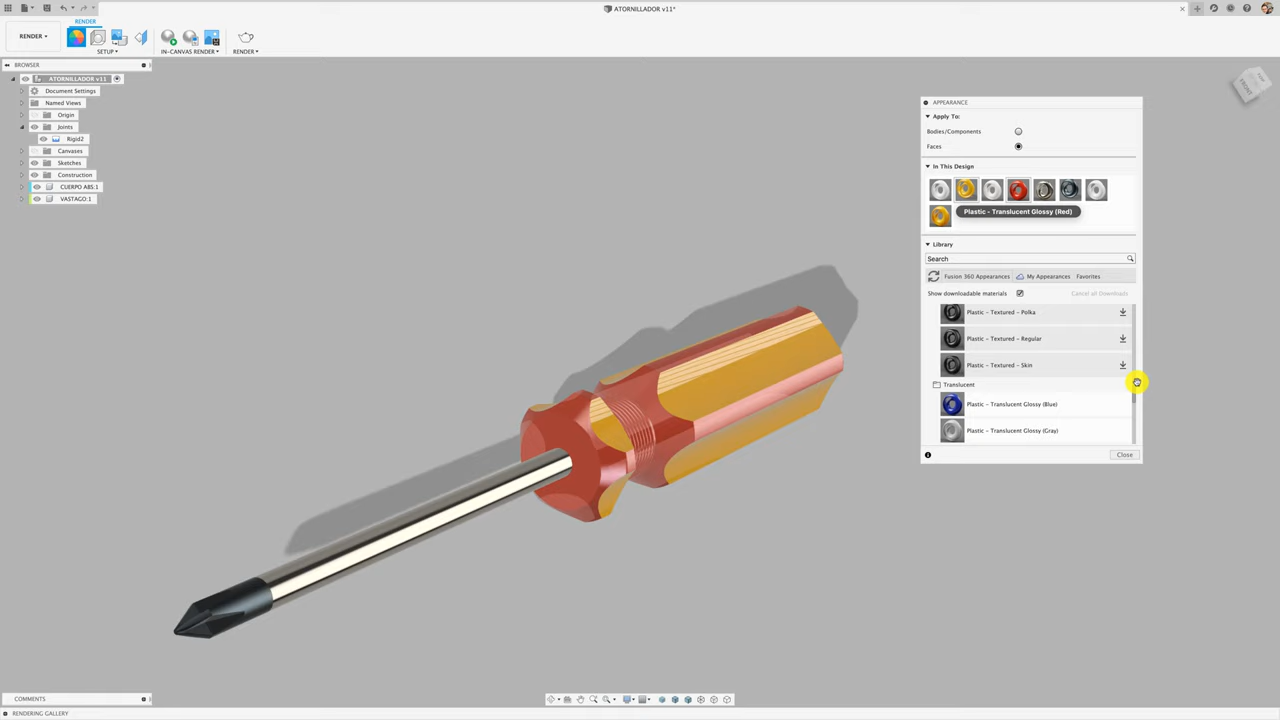 ATORNILLADOR v11*
RENDER
RENDER
SETUP
IN-CANVAS RENDER
RENDER
BROWSER
ATORNILLADOR v11
Document Settings
Named Views
Origin
Joints
Rigid2
Canvases
Sketches
Construction
CUERPO ABS:1
VASTAGO:1
FRONT
APPEARANCE
Apply To:
Bodies/Components
Faces
In This Design
Plastic - Translucent Glossy (Red)
Library
Search
Fusion 360 Appearances My Appearances Favorites
Show downloadable materials Cancel all Downloads
Plastic - Textured - Polka
Plastic - Textured - Regular
Plastic - Textured - Skin
Translucent
Plastic - Translucent Glossy (Blue)
Plastic - Translucent Glossy (Gray)
Close
COMMENTS
RENDERING GALLERY